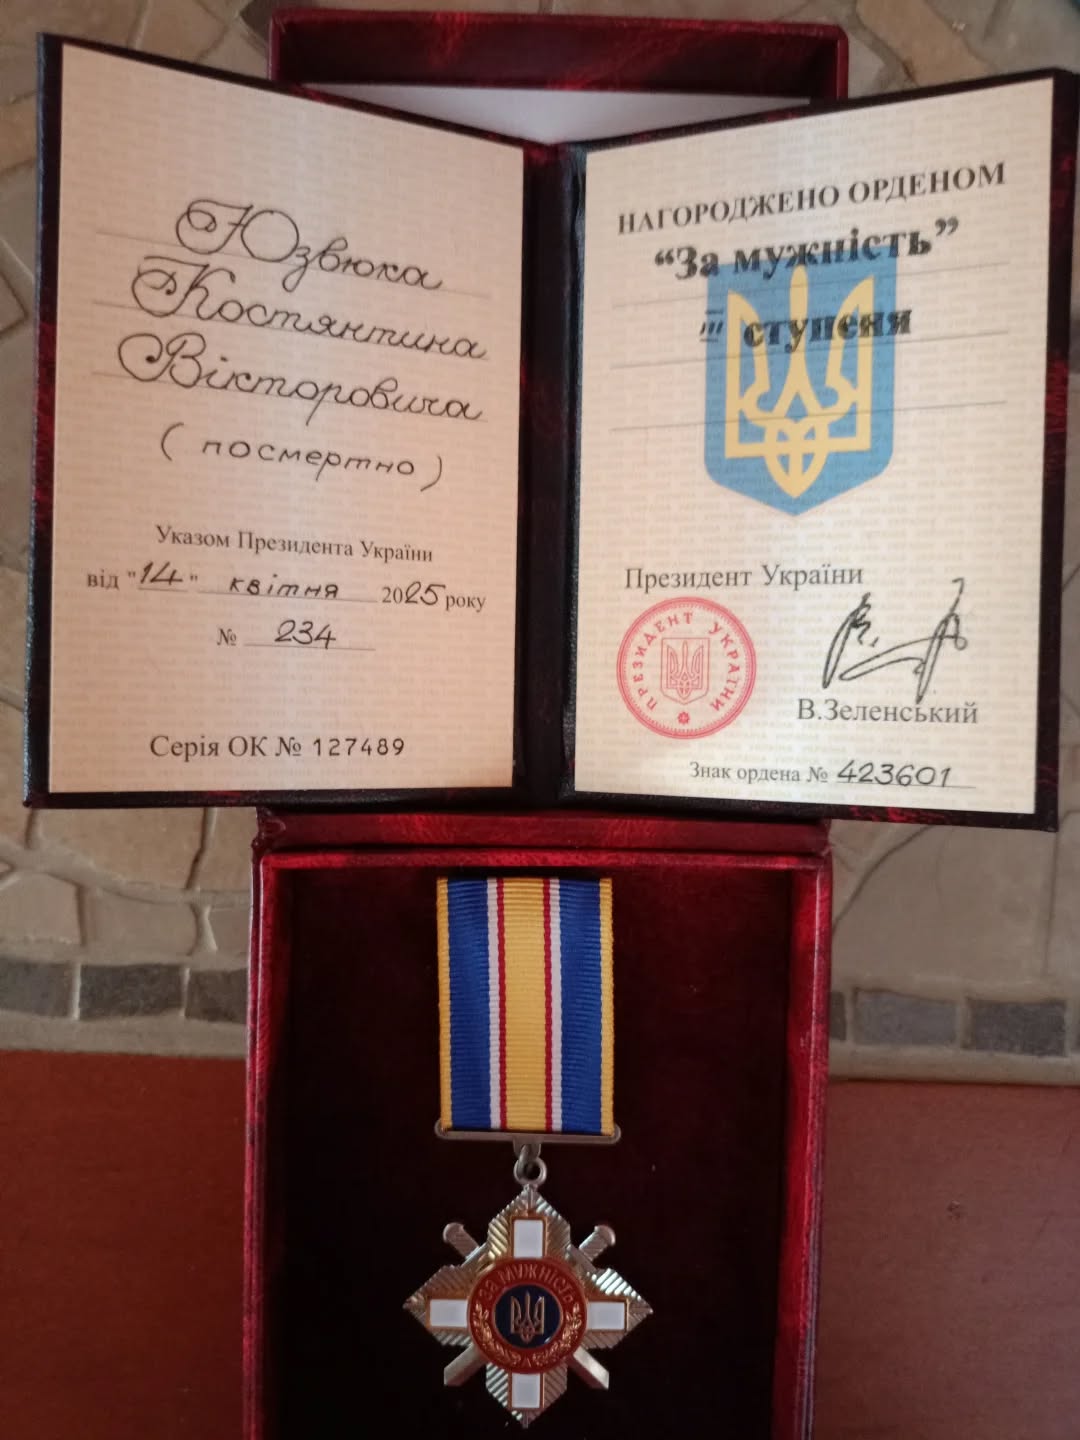 Юзвюка
Костянтина
Вікторовича
( посмертно )
Указом Президента України
від "14" квітня 2025 року
№ 234
Серія ОК № 127489
НАГОРОДЖЕНО ОРДЕНОМ
“За мужність”
III ступеня
Президент України
ПРЕЗИДЕНТ УКРАЇНИ
В.Зеленський
Знак ордена № 423601
ЗА МУЖНІСТЬ